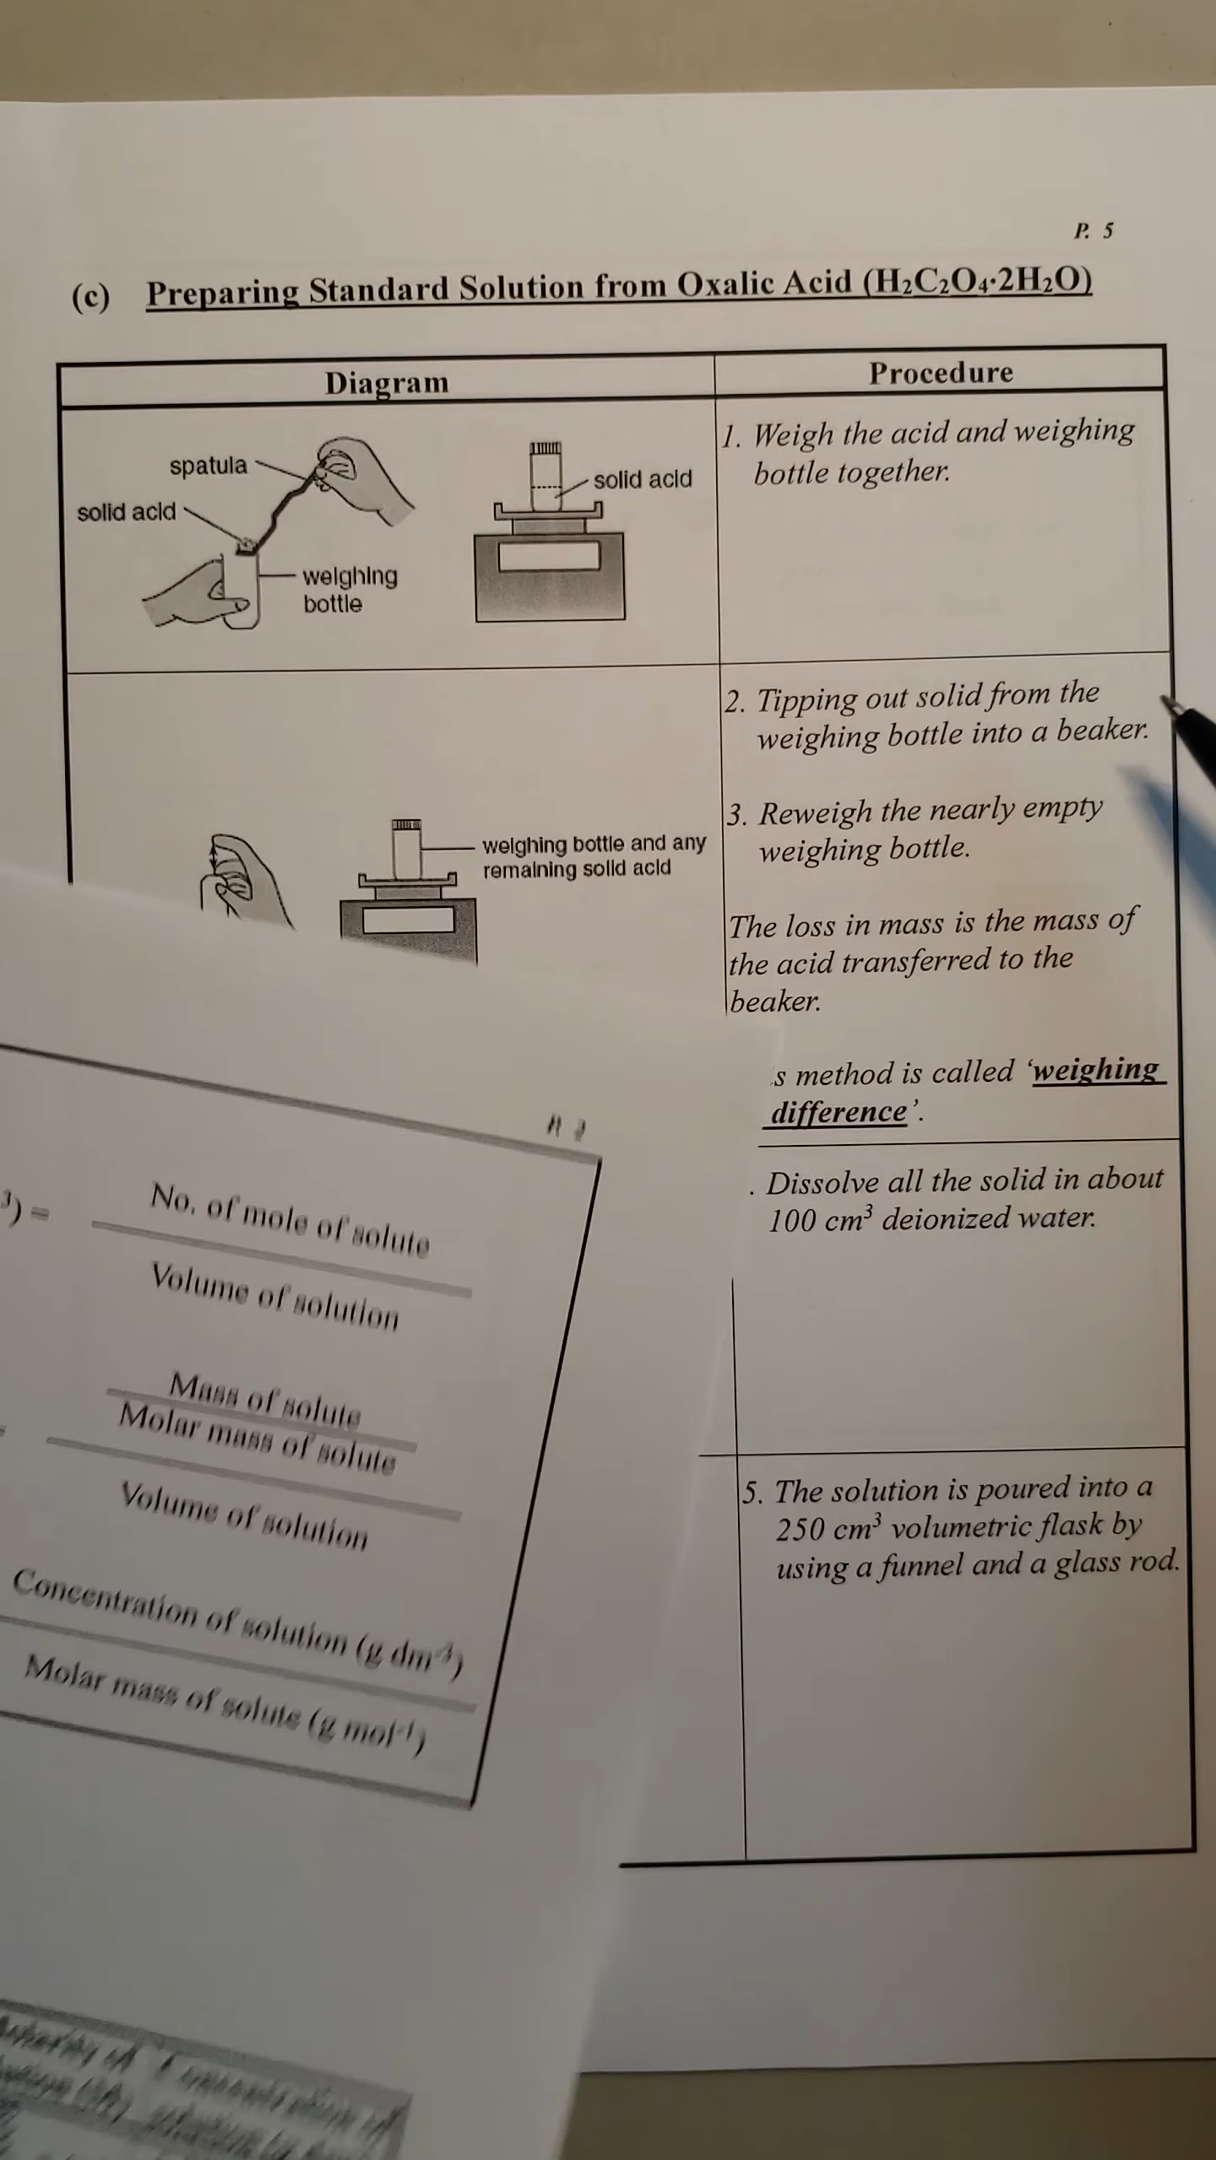 P. 5
(c) Preparing Standard Solution from Oxalic Acid (H₂C₂O₄·2H₂O)
Diagram
Procedure
spatula
solid acid
weighing
bottle
solid acid
1. Weigh the acid and weighing
bottle together.
2. Tipping out solid from the
weighing bottle into a beaker.
3. Reweigh the nearly empty
weighing bottle.
weighing bottle and any
remaining solid acid
The loss in mass is the mass of
the acid transferred to the
beaker.
s method is called ‘weighing
difference’.
. Dissolve all the solid in about
100 cm³ deionized water.
5. The solution is poured into a
250 cm³ volumetric flask by
using a funnel and a glass rod.
³) =
No. of mole of solute
Volume of solution
Mass of solute
Molar mass of solute
Volume of solution
Concentration of solution (g dm⁻³)
Molar mass of solute (g mol⁻¹)